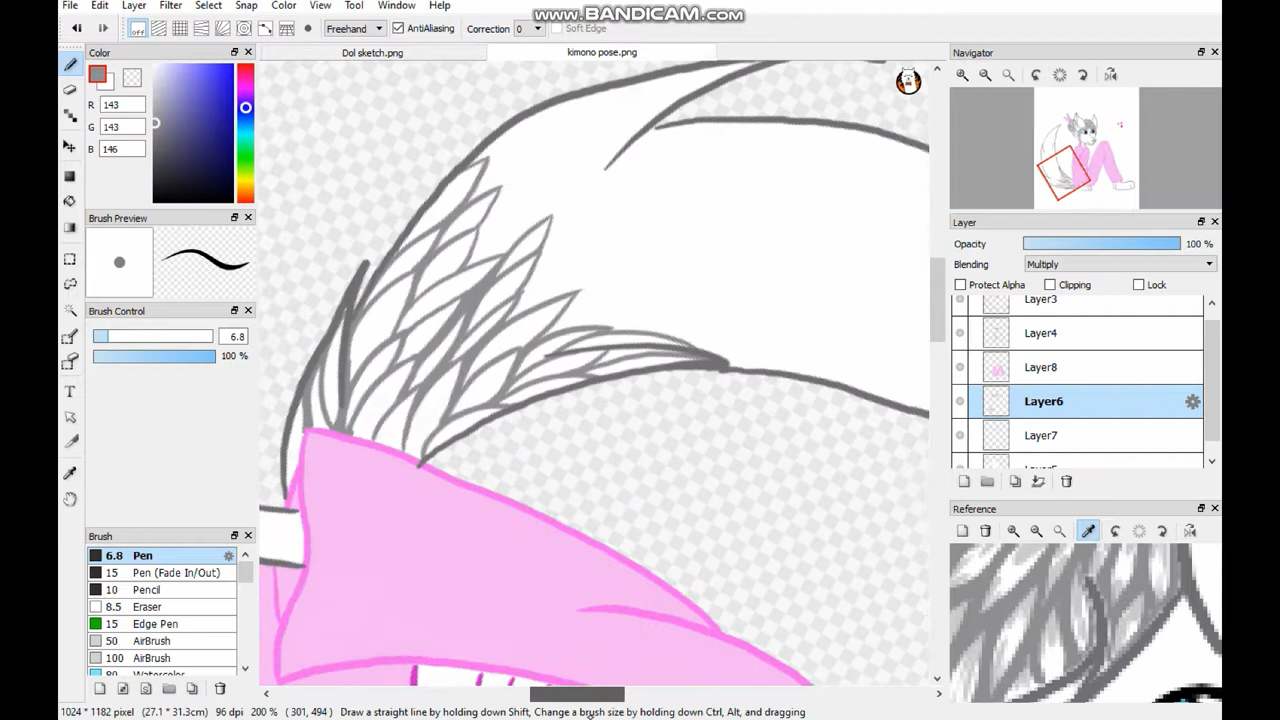 File Edit Layer Filter Select Snap Color View Tool Window Help
www.BANDICAM.com
Freehand AntiAliasing Correction 0 Soft Edge
Color
Dol sketch.png
kimono pose.png
Navigator
R 143
G 143
B 146
Brush Preview
Layer
Opacity 100 %
Blending Multiply
Protect Alpha Clipping Lock
Layer3
Brush Control
6.8
Layer4
100 %
Layer8
Layer6
Layer7
Reference
Brush
6.8 Pen
15 Pen (Fade In/Out)
10 Pencil
8.5 Eraser
15 Edge Pen
50 AirBrush
100 AirBrush
1024 * 1182 pixel (27.1 * 31.3cm) 96 dpi 200 % ( 301, 494 ) Draw a straight line by holding down Shift, Change a brush size by holding down Ctrl, Alt, and dragging